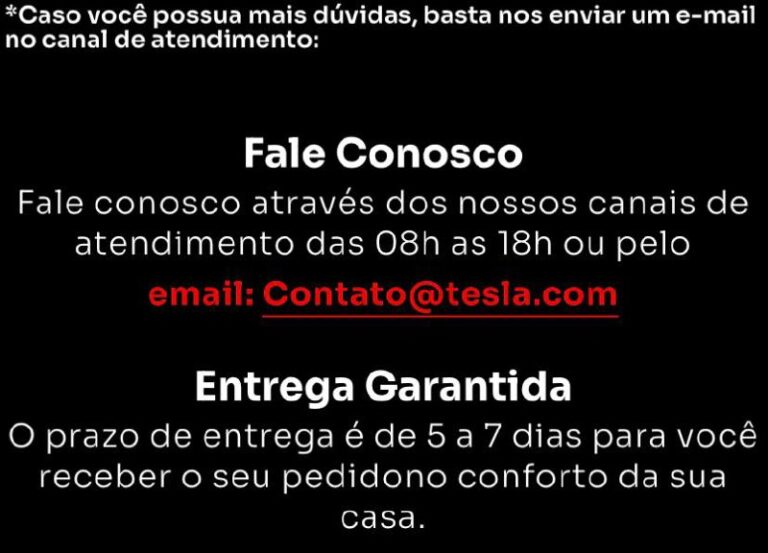 *Caso você possua mais dúvidas, basta nos enviar um e-mail
no canal de atendimento:
Fale Conosco
Fale conosco através dos nossos canais de
atendimento das 08h as 18h ou pelo
email: Contato@tesla.com
Entrega Garantida
O prazo de entrega é de 5 a 7 dias para você
receber o seu pedidono conforto da sua
casa.